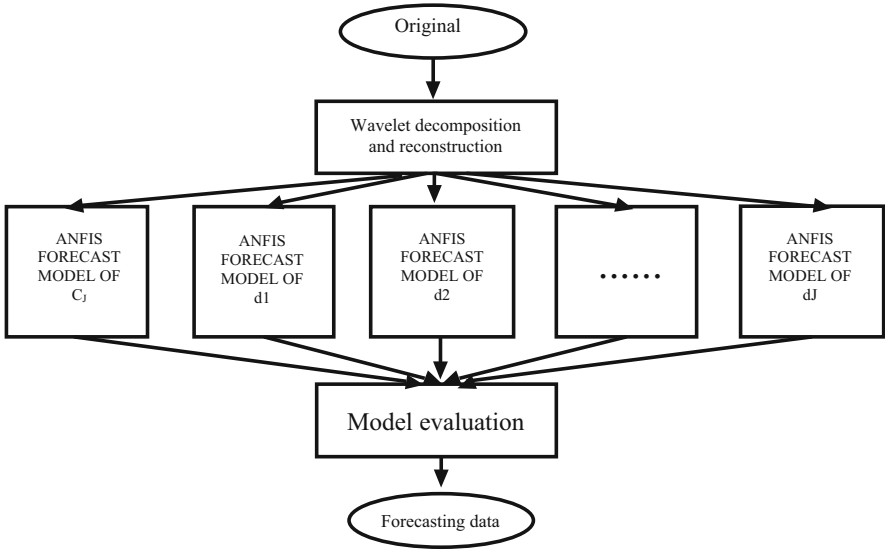 Original
Wavelet decomposition
and reconstruction
ANFIS
FORECAST
MODEL OF
CJ
ANFIS
FORECAST
MODEL OF
d1
ANFIS
FORECAST
MODEL OF
d2
......
ANFIS
FORECAST
MODEL OF
dJ
Model evaluation
Forecasting data